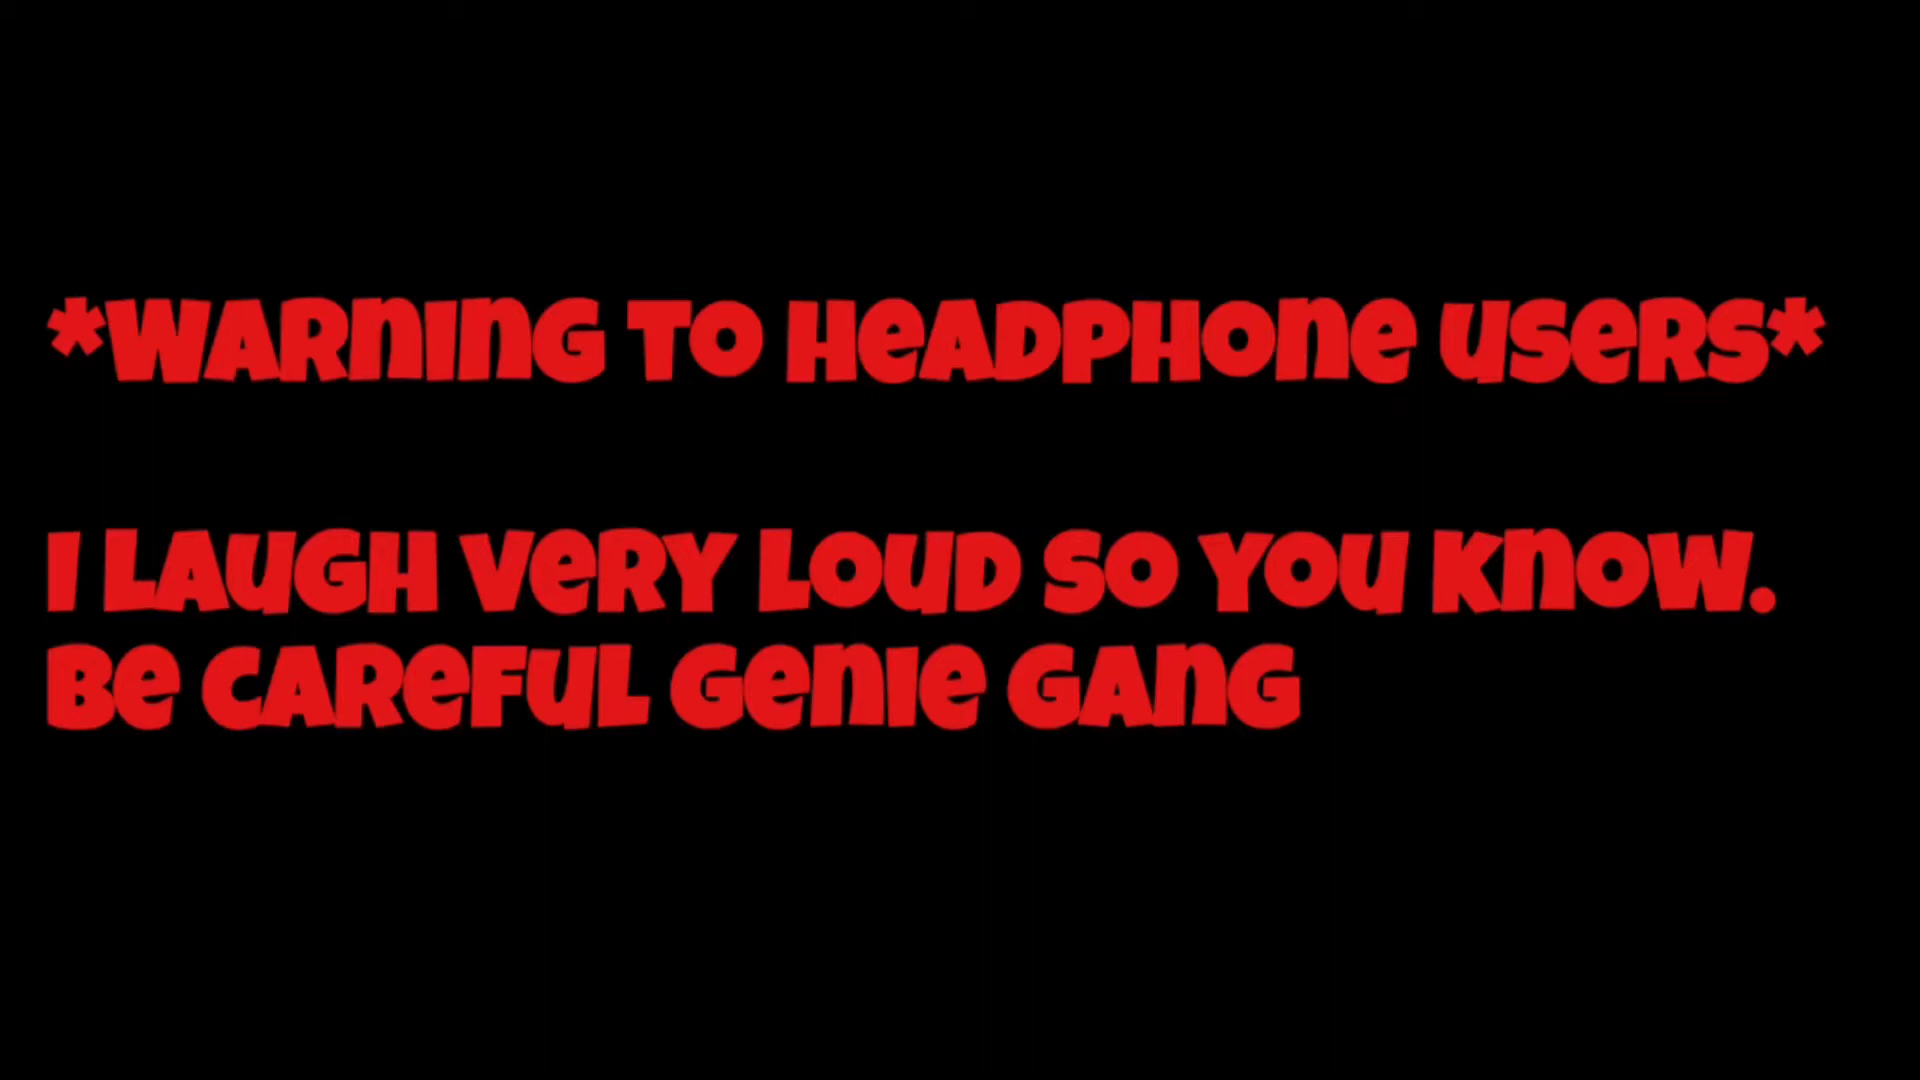 *WARNING TO HEADPHONE USERS*
I LAUGH VERY LOUD SO YOU KNOW.
BE CAREFUL GENIE GANG